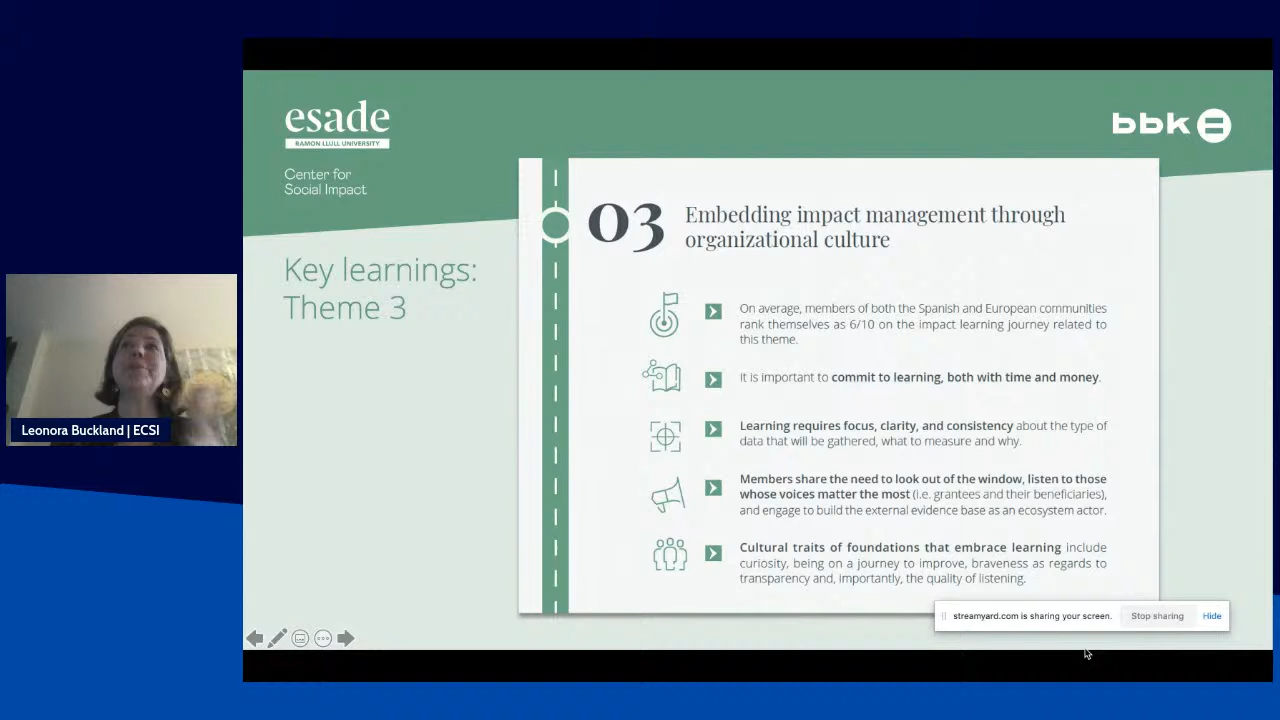 esade
RAMON LLULL UNIVERSITY
Center for
Social Impact
bbk
Key learnings:
Theme 3
03
Embedding impact management through
organizational culture
On average, members of both the Spanish and European communities
rank themselves as 6/10 on the impact learning journey related to
this theme.
It is important to commit to learning, both with time and money.
Learning requires focus, clarity, and consistency about the type of
data that will be gathered, what to measure and why.
Members share the need to look out of the window, listen to those
whose voices matter the most (i.e. grantees and their beneficiaries),
and engage to build the external evidence base as an ecosystem actor.
Cultural traits of foundations that embrace learning include
curiosity, being on a journey to improve, braveness as regards to
transparency and, importantly, the quality of listening.
Leonora Buckland | ECSI
streamyard.com is sharing your screen.
Stop sharing
Hide